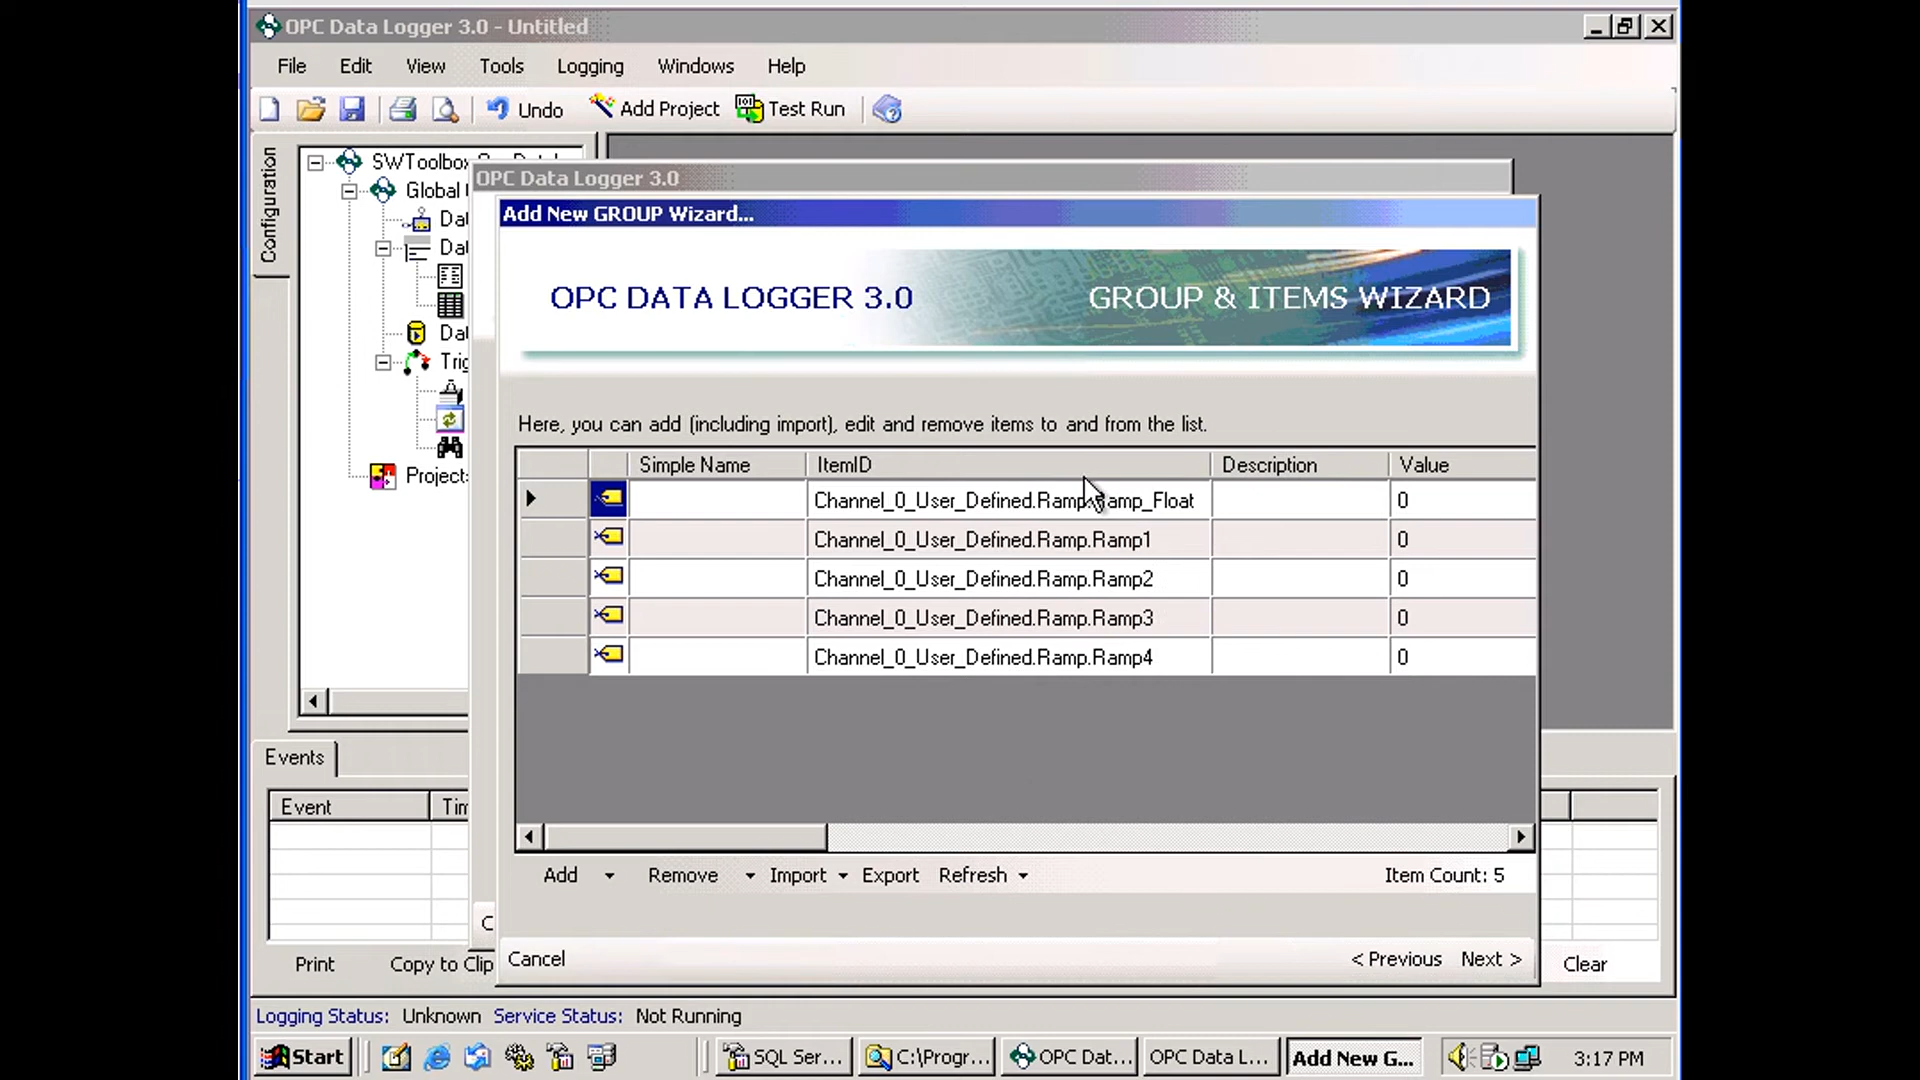 OPC Data Logger 3.0 - Untitled
File Edit View Tools Logging Windows Help
Undo Add Project Test Run
Configuration
SWToolbox
Global
Dat
Dat
Dat
Trig
Project
OPC Data Logger 3.0
Add New GROUP Wizard...
OPC DATA LOGGER 3.0 GROUP & ITEMS WIZARD
Here, you can add (including import), edit and remove items to and from the list.
Simple Name ItemID Description Value
Channel_0_User_Defined.Ramp.Ramp_Float 0
Channel_0_User_Defined.Ramp.Ramp1 0
Channel_0_User_Defined.Ramp.Ramp2 0
Channel_0_User_Defined.Ramp.Ramp3 0
Channel_0_User_Defined.Ramp.Ramp4 0
Add Remove Import Export Refresh Item Count: 5
Cancel < Previous Next >
Events
Event Tim
Print Copy to Clip Clear
Logging Status: Unknown Service Status: Not Running
Start SQL Ser... C:\Progr... OPC Dat... OPC Data L... Add New G... 3:17 PM